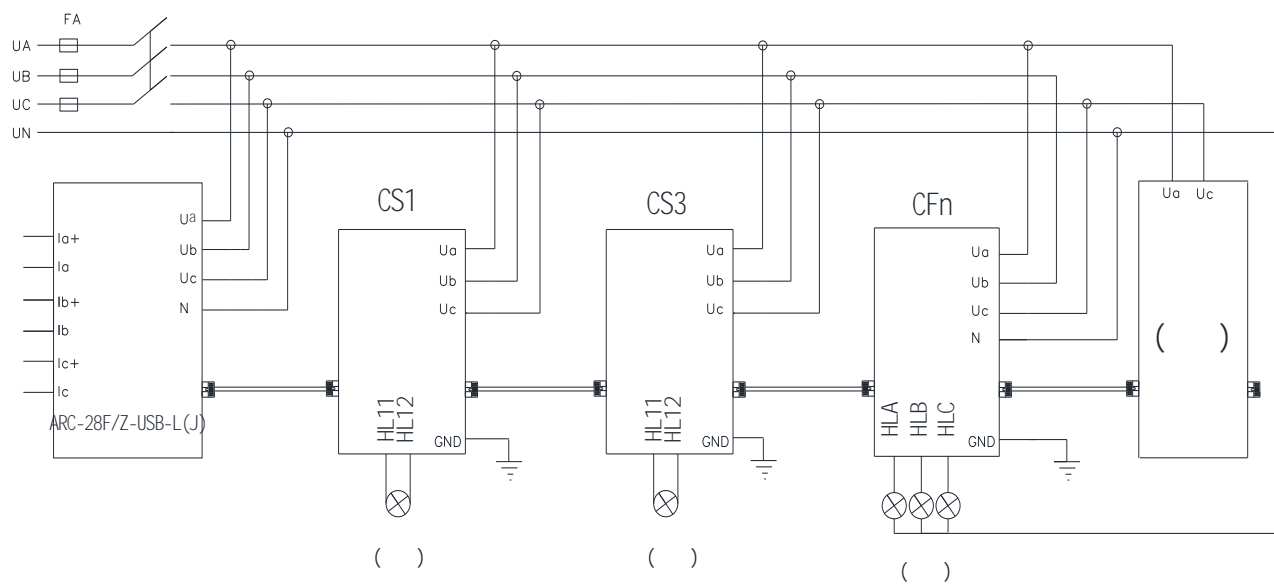 FA
UA
UB
UC
UN
Ua
Ub
Uc
N
Ia+
Ia
Ib+
Ib
Ic+
Ic
ARC-28F/Z-USB-L(J)
CS1
Ua
Ub
Uc
HL11
HL12
GND
( )
CS3
Ua
Ub
Uc
HL11
HL12
GND
( )
CFn
Ua
Ub
Uc
N
HLA
HLB
HLC
GND
( )
Ua Uc
( )